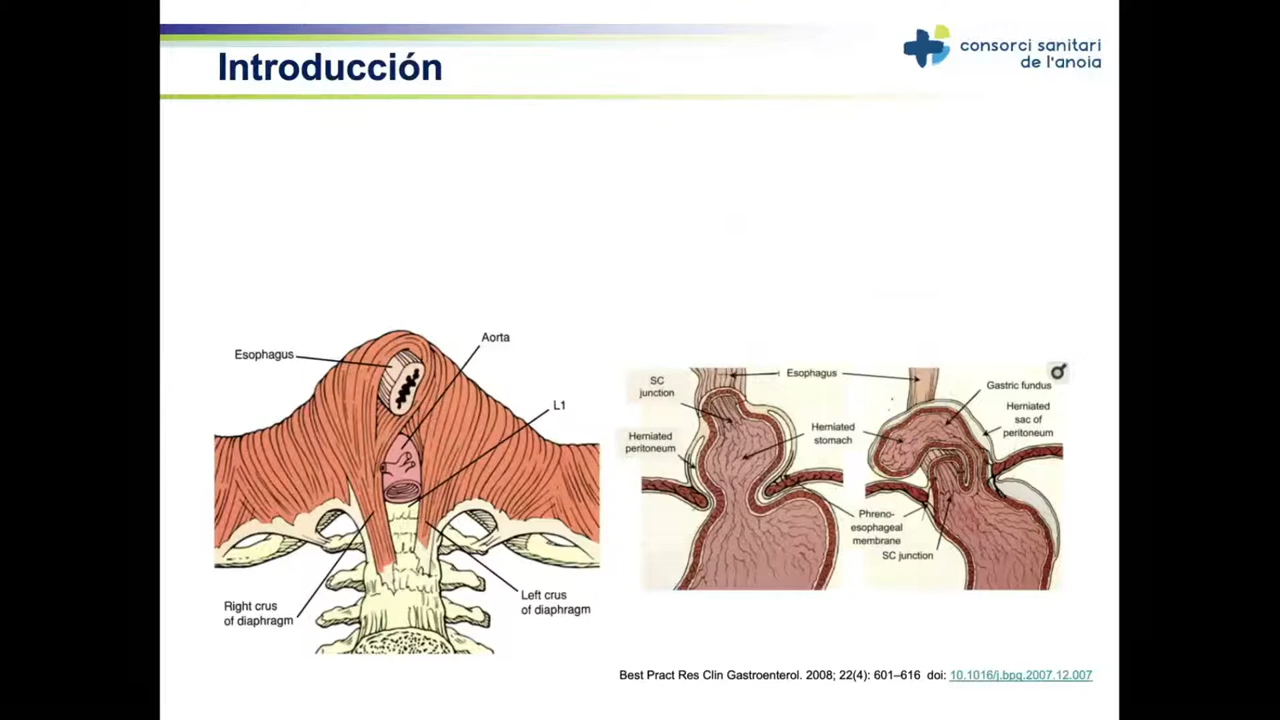 Introducción
consorci sanitari
de l'anoia
Esophagus
Aorta
L1
Right crus
of diaphragm
Left crus
of diaphragm
SC
junction
Esophagus
Gastric fundus
Herniated
sac of
peritoneum
Herniated
peritoneum
Herniated
stomach
Phreno-
esophageal
membrane
SC junction
Best Pract Res Clin Gastroenterol. 2008; 22(4): 601–616 doi: 10.1016/j.bpg.2007.12.007